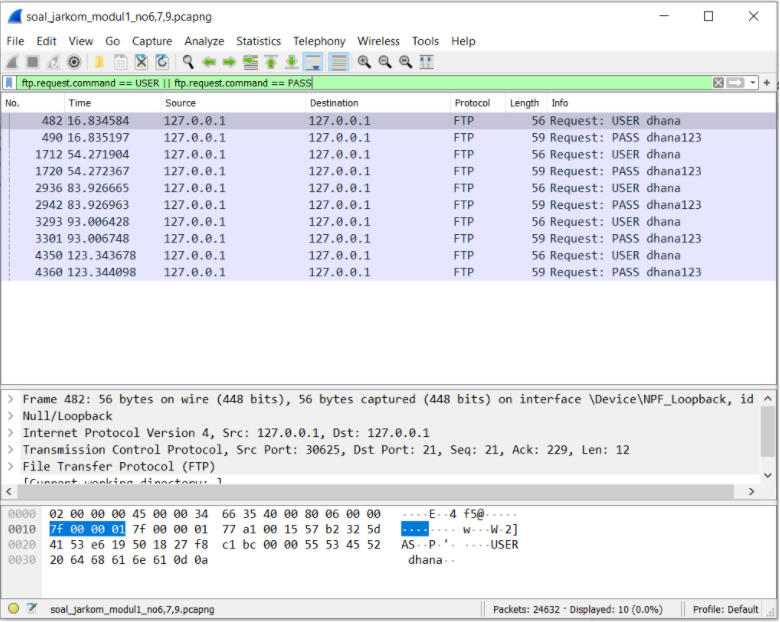 soal_jarkom_modul1_no6,7,9.pcapng
File Edit View Go Capture Analyze Statistics Telephony Wireless Tools Help
ftp.request.command == USER || ftp.request.command == PASS
No. Time Source Destination Protocol Length Info
482 16.834584 127.0.0.1 127.0.0.1 FTP 56 Request: USER dhana
490 16.835197 127.0.0.1 127.0.0.1 FTP 59 Request: PASS dhana123
1712 54.271904 127.0.0.1 127.0.0.1 FTP 56 Request: USER dhana
1720 54.272367 127.0.0.1 127.0.0.1 FTP 59 Request: PASS dhana123
2936 83.926665 127.0.0.1 127.0.0.1 FTP 56 Request: USER dhana
2942 83.926963 127.0.0.1 127.0.0.1 FTP 59 Request: PASS dhana123
3293 93.006428 127.0.0.1 127.0.0.1 FTP 56 Request: USER dhana
3301 93.006748 127.0.0.1 127.0.0.1 FTP 59 Request: PASS dhana123
4350 123.343678 127.0.0.1 127.0.0.1 FTP 56 Request: USER dhana
4360 123.344098 127.0.0.1 127.0.0.1 FTP 59 Request: PASS dhana123
Frame 482: 56 bytes on wire (448 bits), 56 bytes captured (448 bits) on interface \Device\NPF_Loopback, id
Null/Loopback
Internet Protocol Version 4, Src: 127.0.0.1, Dst: 127.0.0.1
Transmission Control Protocol, Src Port: 30625, Dst Port: 21, Seq: 21, Ack: 229, Len: 12
File Transfer Protocol (FTP)
[Current working directory: ]
0000 02 00 00 00 45 00 00 34 66 35 40 00 80 06 00 00 ····E··4 f5@·····
0010 7f 00 00 01 7f 00 00 01 77 a1 00 15 57 b2 32 5d ········ w···W·2]
0020 41 53 e6 19 50 18 27 f8 c1 bc 00 00 55 53 45 52 AS··P·'· ····USER
0030 20 64 68 61 6e 61 0d 0a dhana··
soal_jarkom_modul1_no6,7,9.pcapng Packets: 24632 · Displayed: 10 (0.0%) Profile: Default